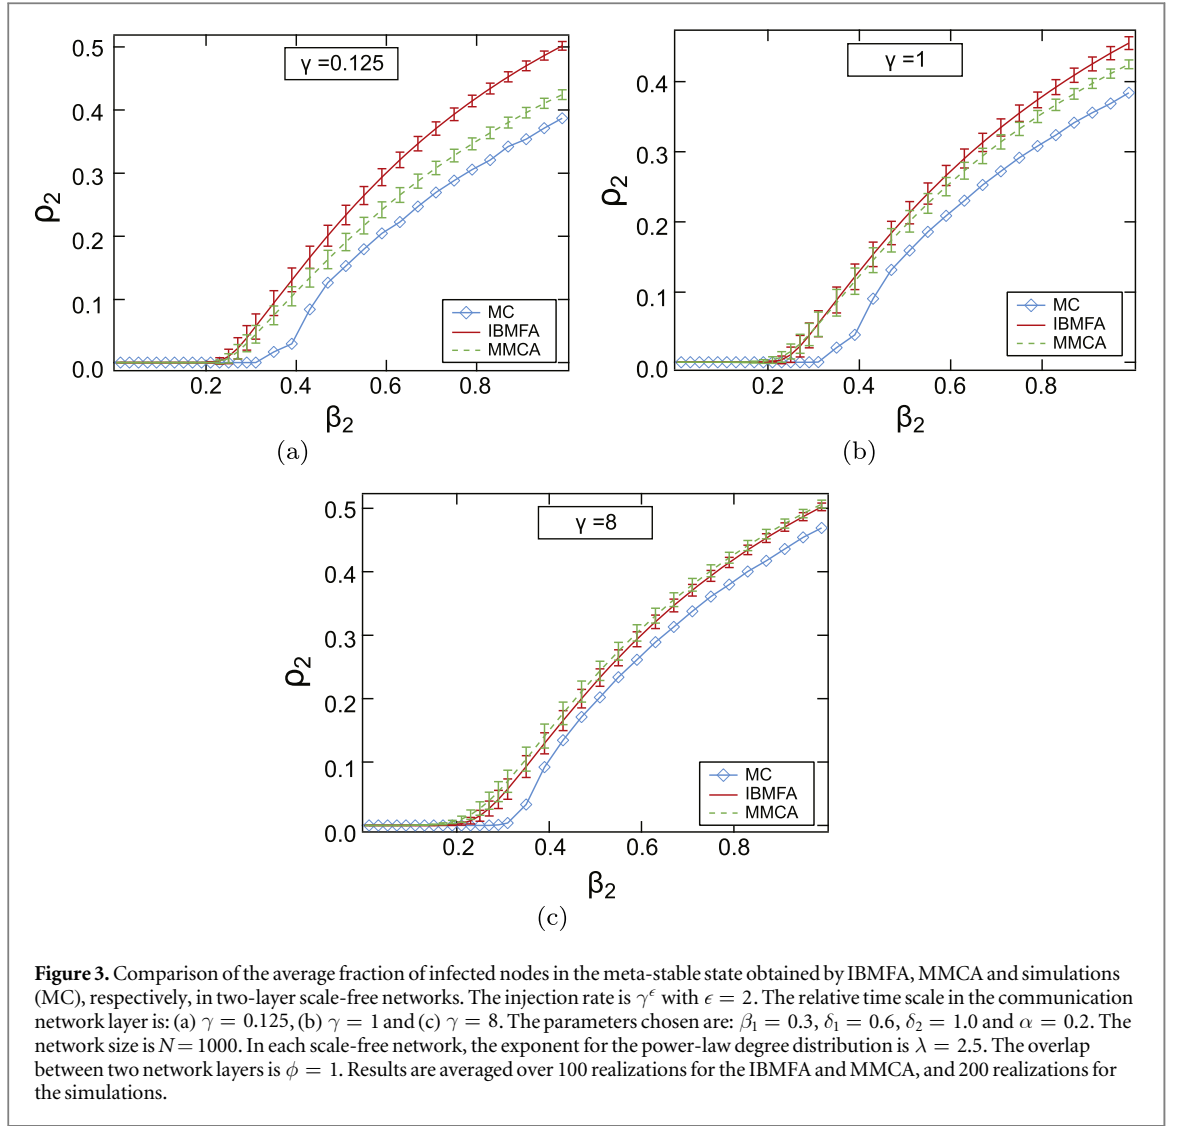 γ =0.125
0.5
0.4
0.3
0.2
0.1
0.0
ρ2
MC
IBMFA
MMCA
0.2 0.4 0.6 0.8
β2
(a)
γ =1
0.4
0.3
0.2
0.1
0.0
ρ2
MC
IBMFA
MMCA
0.2 0.4 0.6 0.8
β2
(b)
γ =8
0.5
0.4
0.3
0.2
0.1
0.0
ρ2
MC
IBMFA
MMCA
0.2 0.4 0.6 0.8
β2
(c)
Figure 3. Comparison of the average fraction of infected nodes in the meta-stable state obtained by IBMFA, MMCA and simulations
(MC), respectively, in two-layer scale-free networks. The injection rate is γ^ϵ with ϵ = 2. The relative time scale in the communication
network layer is: (a) γ = 0.125, (b) γ = 1 and (c) γ = 8. The parameters chosen are: β1 = 0.3, δ1 = 0.6, δ2 = 1.0 and α = 0.2. The
network size is N = 1000. In each scale-free network, the exponent for the power-law degree distribution is λ = 2.5. The overlap
between two network layers is ϕ = 1. Results are averaged over 100 realizations for the IBMFA and MMCA, and 200 realizations for
the simulations.